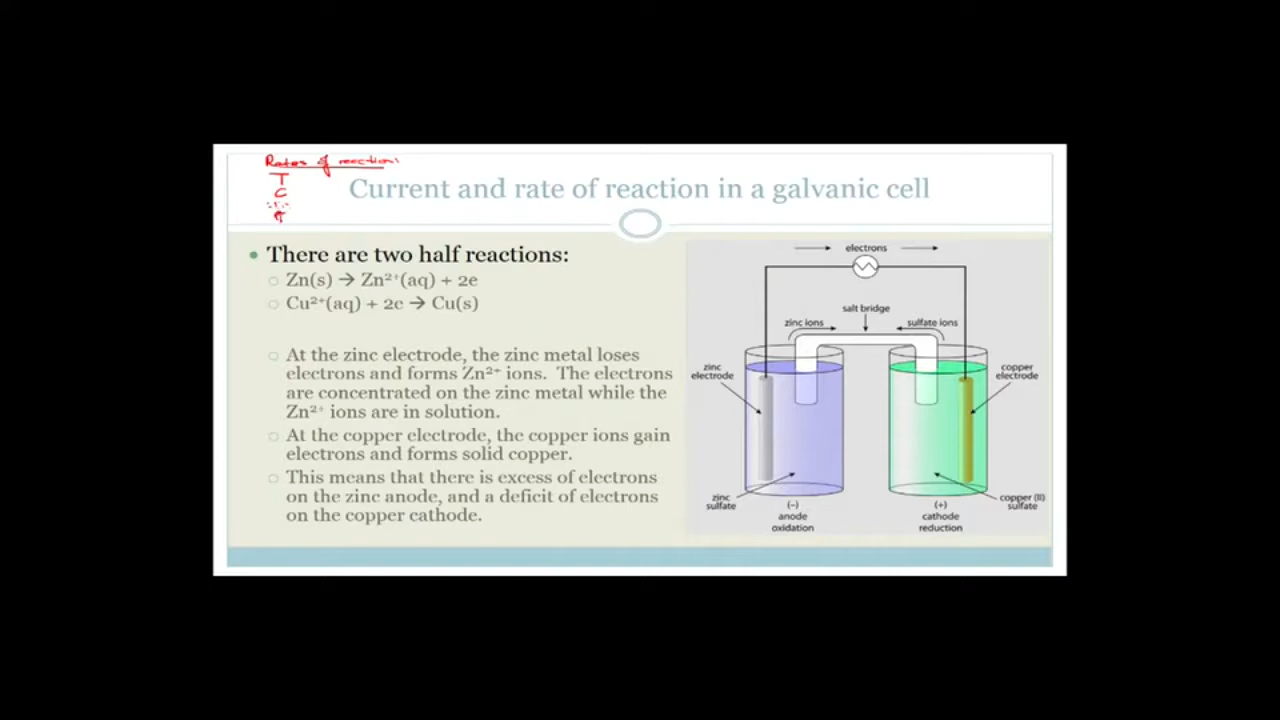 Rates of reactions
T
C
Current and rate of reaction in a galvanic cell
There are two half reactions:
Zn(s) → Zn²⁺(aq) + 2e
Cu²⁺(aq) + 2e → Cu(s)
At the zinc electrode, the zinc metal loses
electrons and forms Zn²⁺ ions. The electrons
are concentrated on the zinc metal while the
Zn²⁺ ions are in solution.
At the copper electrode, the copper ions gain
electrons and forms solid copper.
This means that there is excess of electrons
on the zinc anode, and a deficit of electrons
on the copper cathode.
electrons
salt bridge
zinc ions
sulfate ions
zinc
electrode
copper
electrode
zinc
sulfate
copper (II)
sulfate
(−)
anode
oxidation
(+)
cathode
reduction